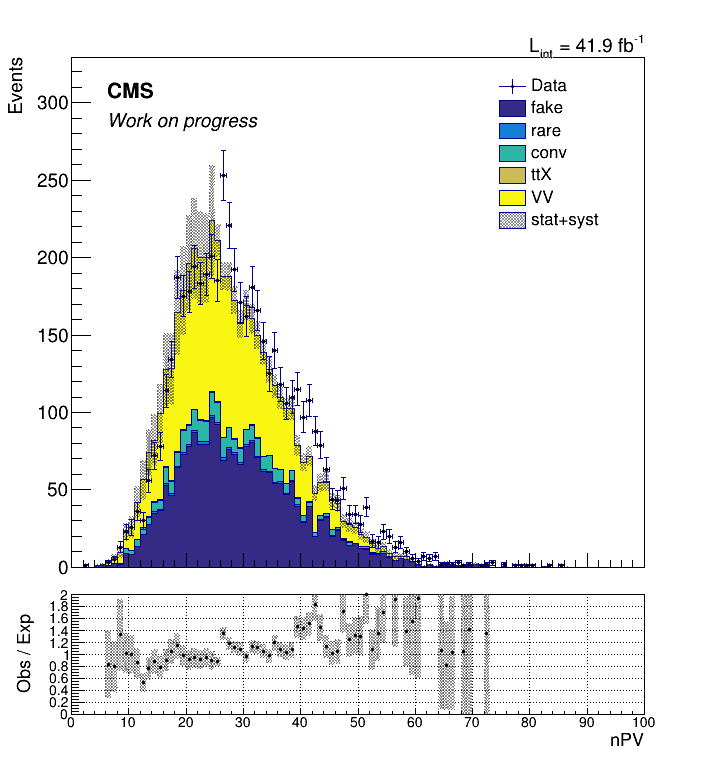 L_int = 41.9 fb^-1
Events
CMS
Work on progress
Data
fake
rare
conv
ttX
VV
stat+syst
300
250
200
150
100
50
0
Obs / Exp
2
1.8
1.6
1.4
1.2
1
0.8
0.6
0.4
0.2
0
0 10 20 30 40 50 60 70 80 90 100
nPV